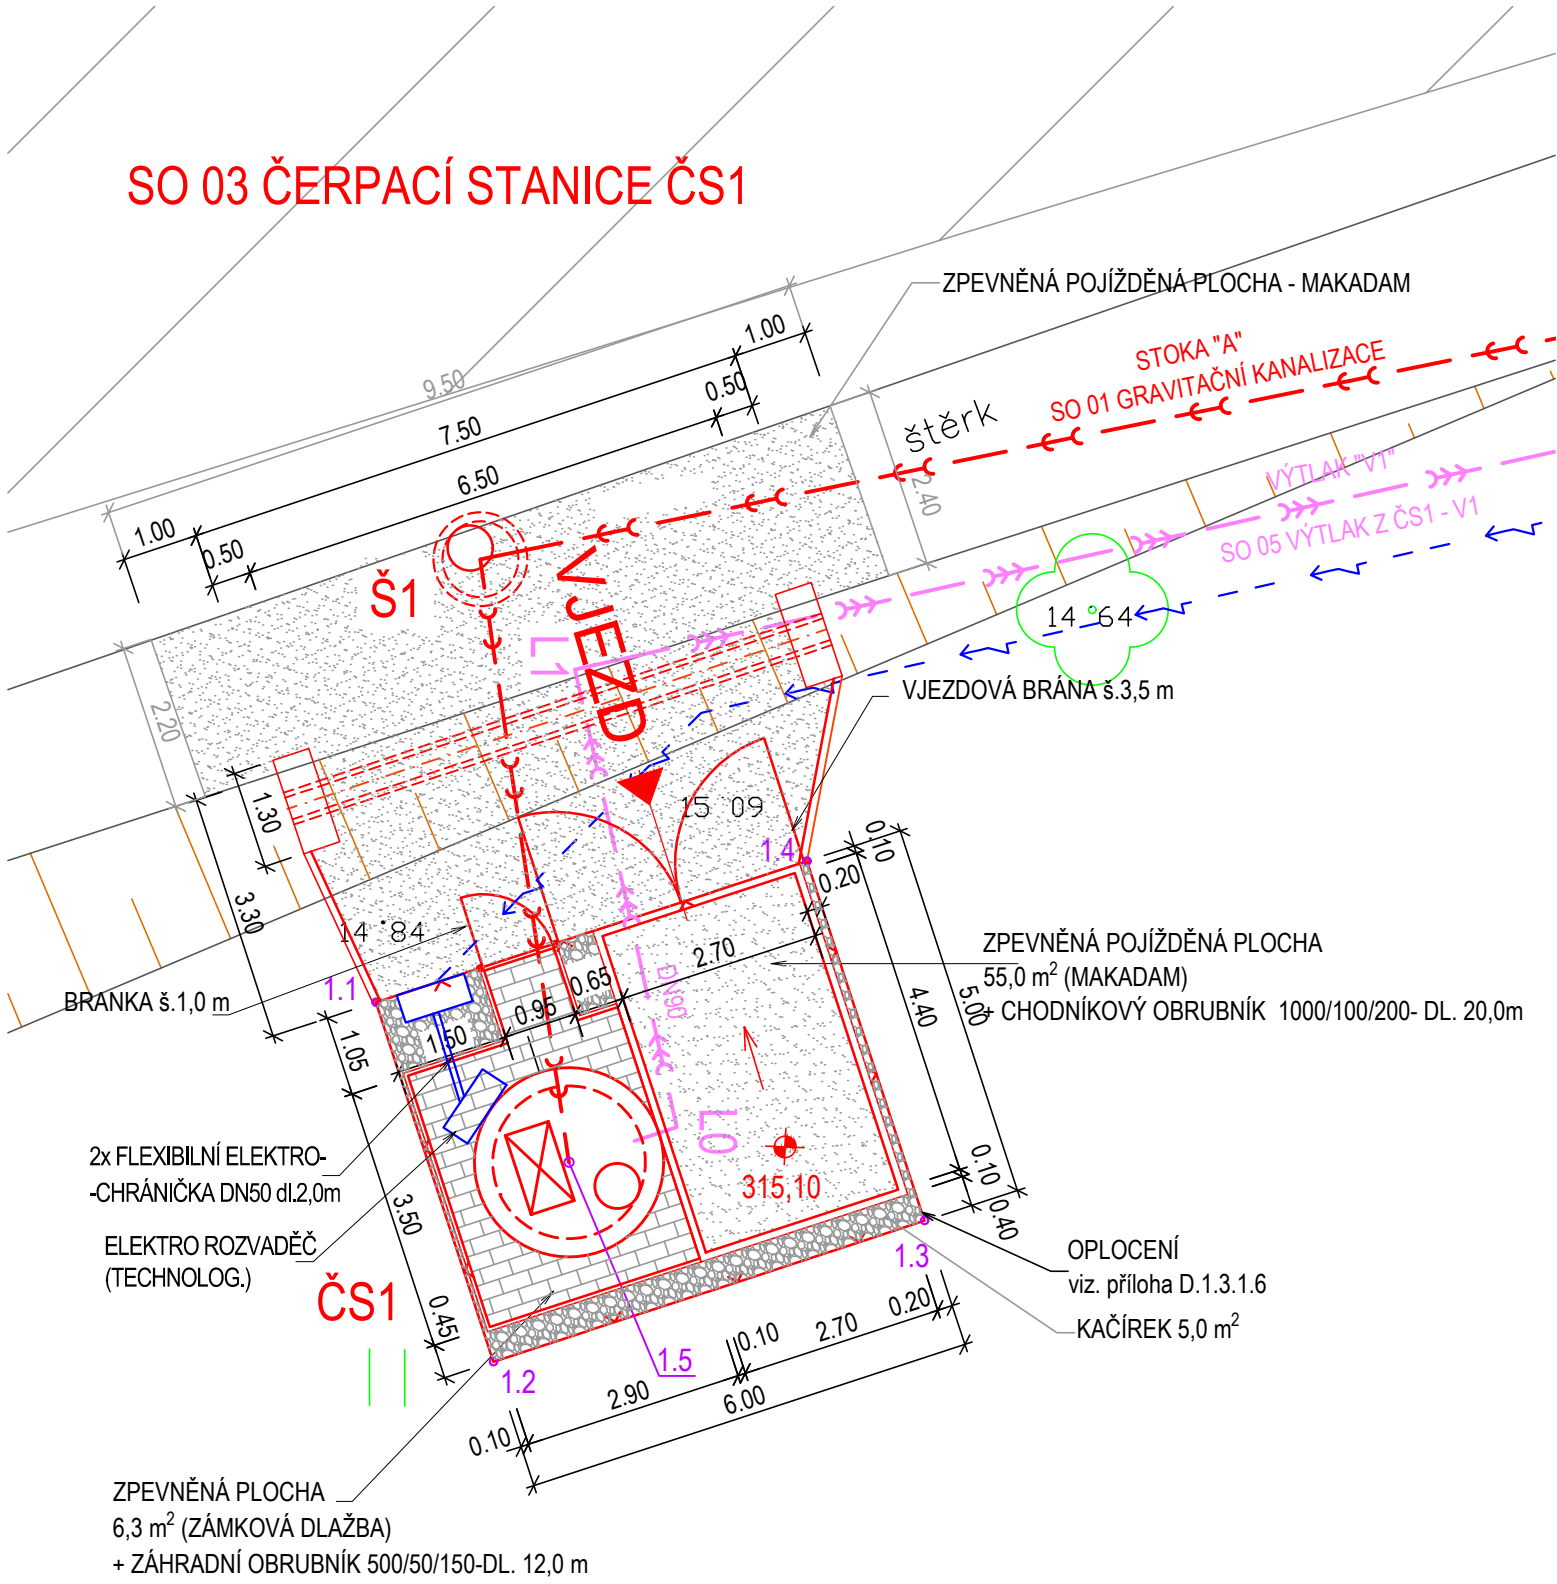 SO 03 ČERPACÍ STANICE ČS1
ZPEVNĚNÁ POJÍŽDĚNÁ PLOCHA - MAKADAM
STOKA "A"
SO 01 GRAVITAČNÍ KANALIZACE
štěrk
VÝTLAK "V1"
SO 05 VÝTLAK Z ČS1 - V1
9.50
1.00
7.50
0.50
6.50
1.00
0.50
2.40
2.20
Š1
VJEZD
L1
14 64
VJEZDOVÁ BRÁNA š.3,5 m
1.30
3.30
15 09
14 84
1.4
0.10
0.20
BRANKA š.1,0 m
1.1
1.05
1.50
0.95
0.65
2.70
DN90
4.40
5.00
ZPEVNĚNÁ POJÍŽDĚNÁ PLOCHA
55,0 m² (MAKADAM)
+ CHODNÍKOVÝ OBRUBNÍK 1000/100/200- DL. 20,0m
2x FLEXIBILNÍ ELEKTRO-
-CHRÁNIČKA DN50 dl.2,0m
ELEKTRO ROZVADĚČ
(TECHNOLOG.)
3.50
L0
315,10
0.10
0.40
1.3
OPLOCENÍ
viz. příloha D.1.3.1.6
KAČÍREK 5,0 m²
ČS1
0.45
1.2
1.5
0.10
2.90
0.10
2.70
0.20
6.00
ZPEVNĚNÁ PLOCHA
6,3 m² (ZÁMKOVÁ DLAŽBA)
+ ZÁHRADNÍ OBRUBNÍK 500/50/150-DL. 12,0 m